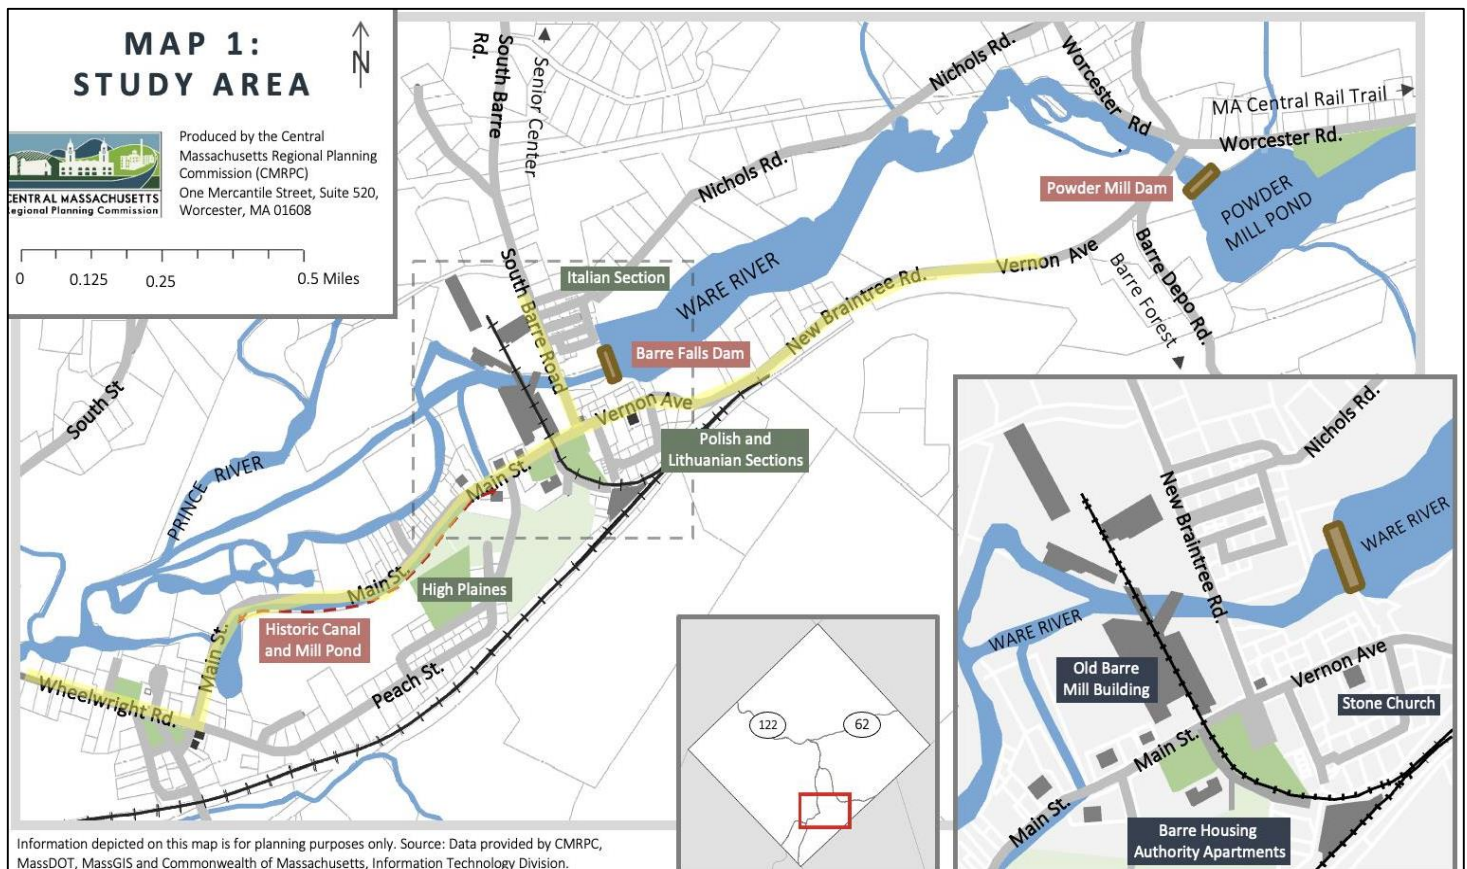 MAP 1:
STUDY AREA
N
CENTRAL MASSACHUSETTS
Regional Planning Commission
Produced by the Central
Massachusetts Regional Planning
Commission (CMRPC)
One Mercantile Street, Suite 520,
Worcester, MA 01608
0 0.125 0.25 0.5 Miles
South Barre
Rd.
Senior Center
Nichols Rd.
Worcester Rd
MA Central Rail Trail
Worcester Rd.
Nichols Rd.
Powder Mill Dam
POWDER
MILL POND
South Barre Road
Italian Section
WARE RIVER
Vernon Ave
Barre Depo Rd.
Barre Forest
New Braintree Rd.
Barre Falls Dam
Vernon Ave
South St
Polish and
Lithuanian Sections
PRINCE RIVER
Main St.
Main St.
High Plaines
Historic Canal
and Mill Pond
Main St.
Peach St.
Wheelwright Rd.
122
62
Nichols Rd.
New Braintree Rd.
WARE RIVER
WARE RIVER
Old Barre
Mill Building
Vernon Ave
Stone Church
Main St.
Main St.
Barre Housing
Authority Apartments
Information depicted on this map is for planning purposes only. Source: Data provided by CMRPC,
MassDOT, MassGIS and Commonwealth of Massachusetts, Information Technology Division.